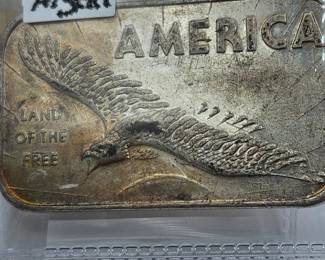 AMERICA
LAND
OF THE
FREE